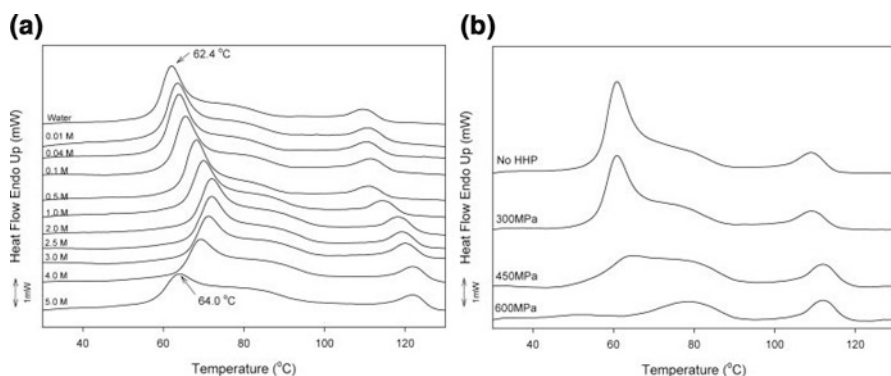 (a)
Heat Flow Endo Up (mW)
1mW
62.4 °C
Water
0.01 M
0.04 M
0.1 M
0.5 M
1.0 M
2.0 M
2.5 M
3.0 M
4.0 M
5.0 M
64.0 °C
40 60 80 100 120
Temperature (°C)
(b)
Heat Flow Endo Up (mW)
1mW
No HHP
300MPa
450MPa
600MPa
40 60 80 100 120
Temperature (°C)